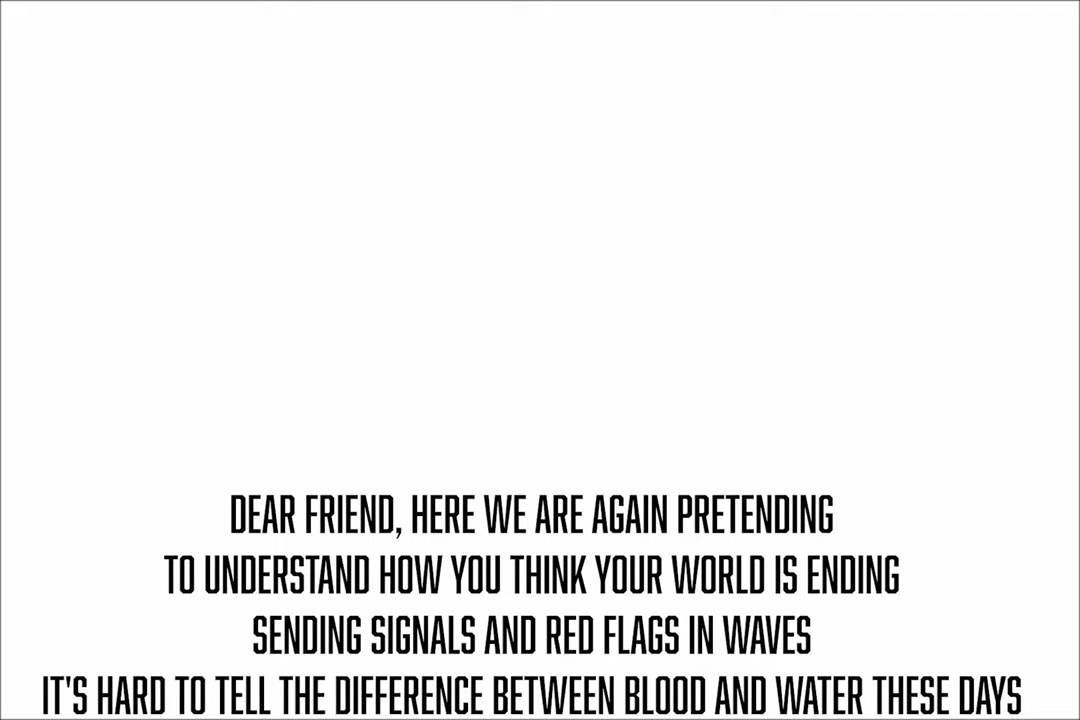 DEAR FRIEND, HERE WE ARE AGAIN PRETENDING
TO UNDERSTAND HOW YOU THINK YOUR WORLD IS ENDING
SENDING SIGNALS AND RED FLAGS IN WAVES
IT'S HARD TO TELL THE DIFFERENCE BETWEEN BLOOD AND WATER THESE DAYS